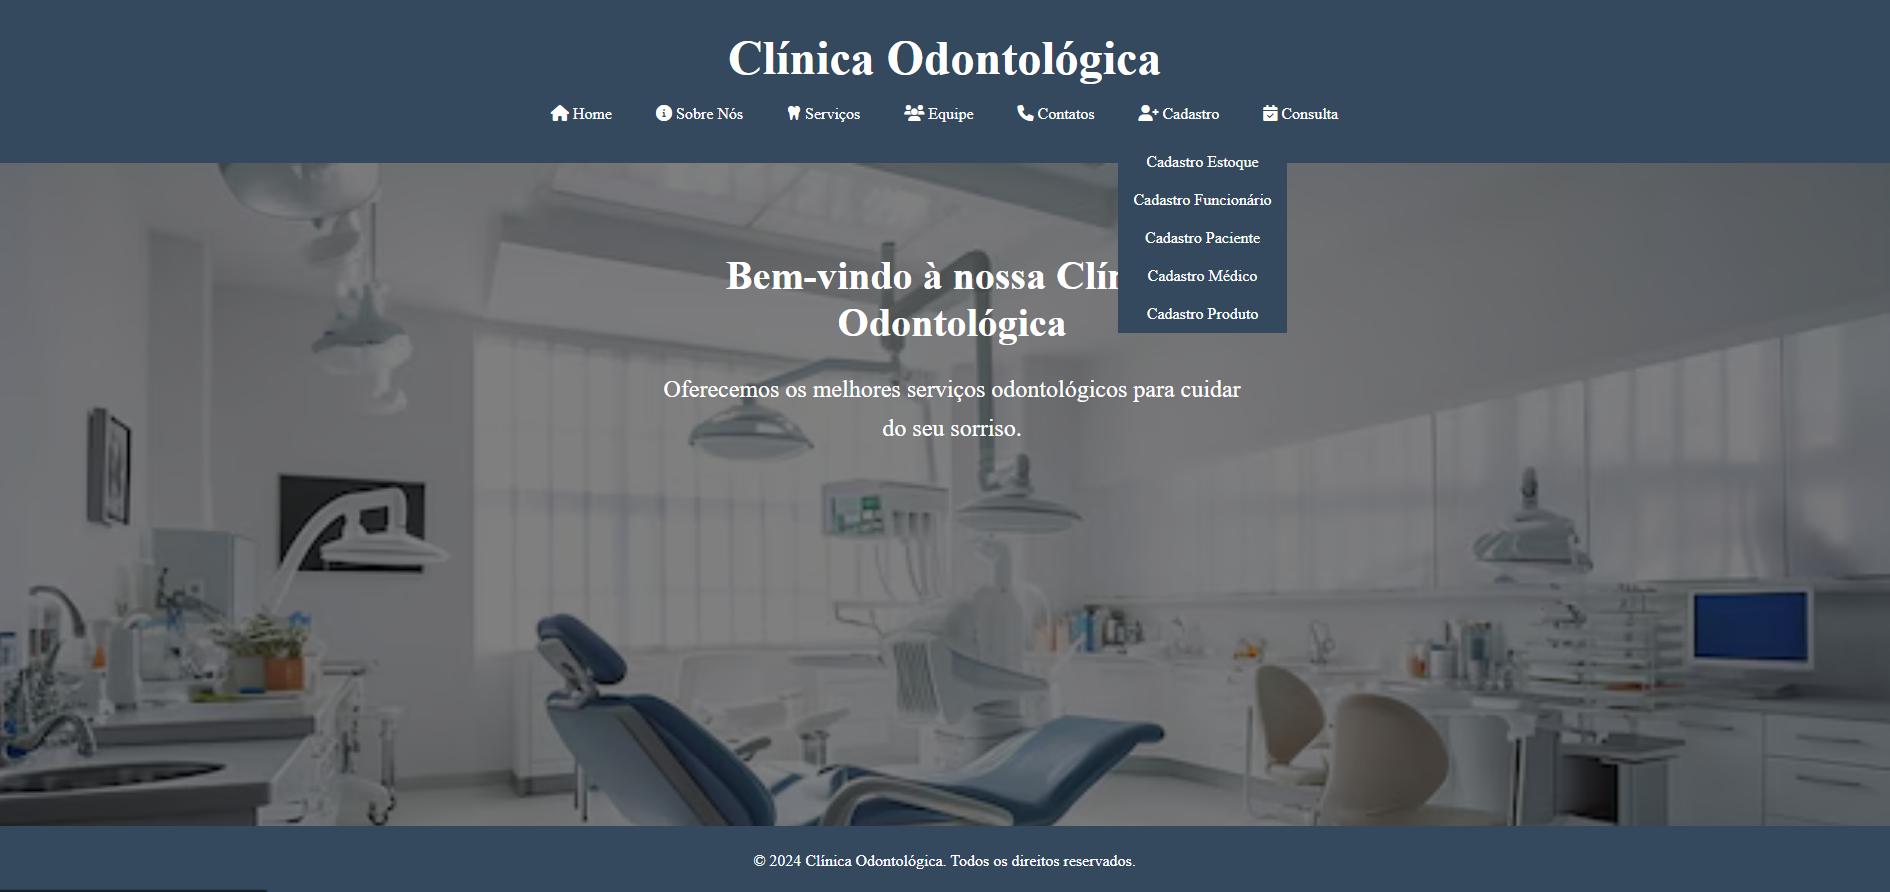 Clínica Odontológica
Home Sobre Nós Serviços Equipe Contatos Cadastro Consulta
Cadastro Estoque
Cadastro Funcionário
Cadastro Paciente
Cadastro Médico
Cadastro Produto
Bem-vindo à nossa Clín
Odontológica
Oferecemos os melhores serviços odontológicos para cuidar
do seu sorriso.
© 2024 Clínica Odontológica. Todos os direitos reservados.